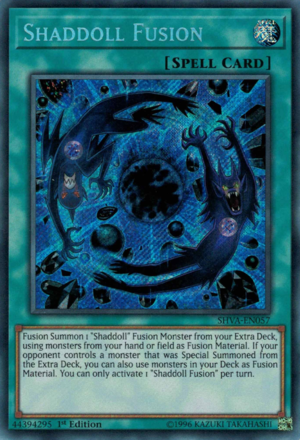 SHADDOLL FUSION
魔
[SPELL CARD]
SHVA-EN057
Fusion Summon 1 "Shaddoll" Fusion Monster from your Extra Deck,
using monsters from your hand or field as Fusion Material. If your
opponent controls a monster that was Special Summoned from
the Extra Deck, you can also use monsters in your Deck as Fusion
Material. You can only activate 1 "Shaddoll Fusion" per turn.
44394295 1st Edition ©1996 KAZUKI TAKAHASHI